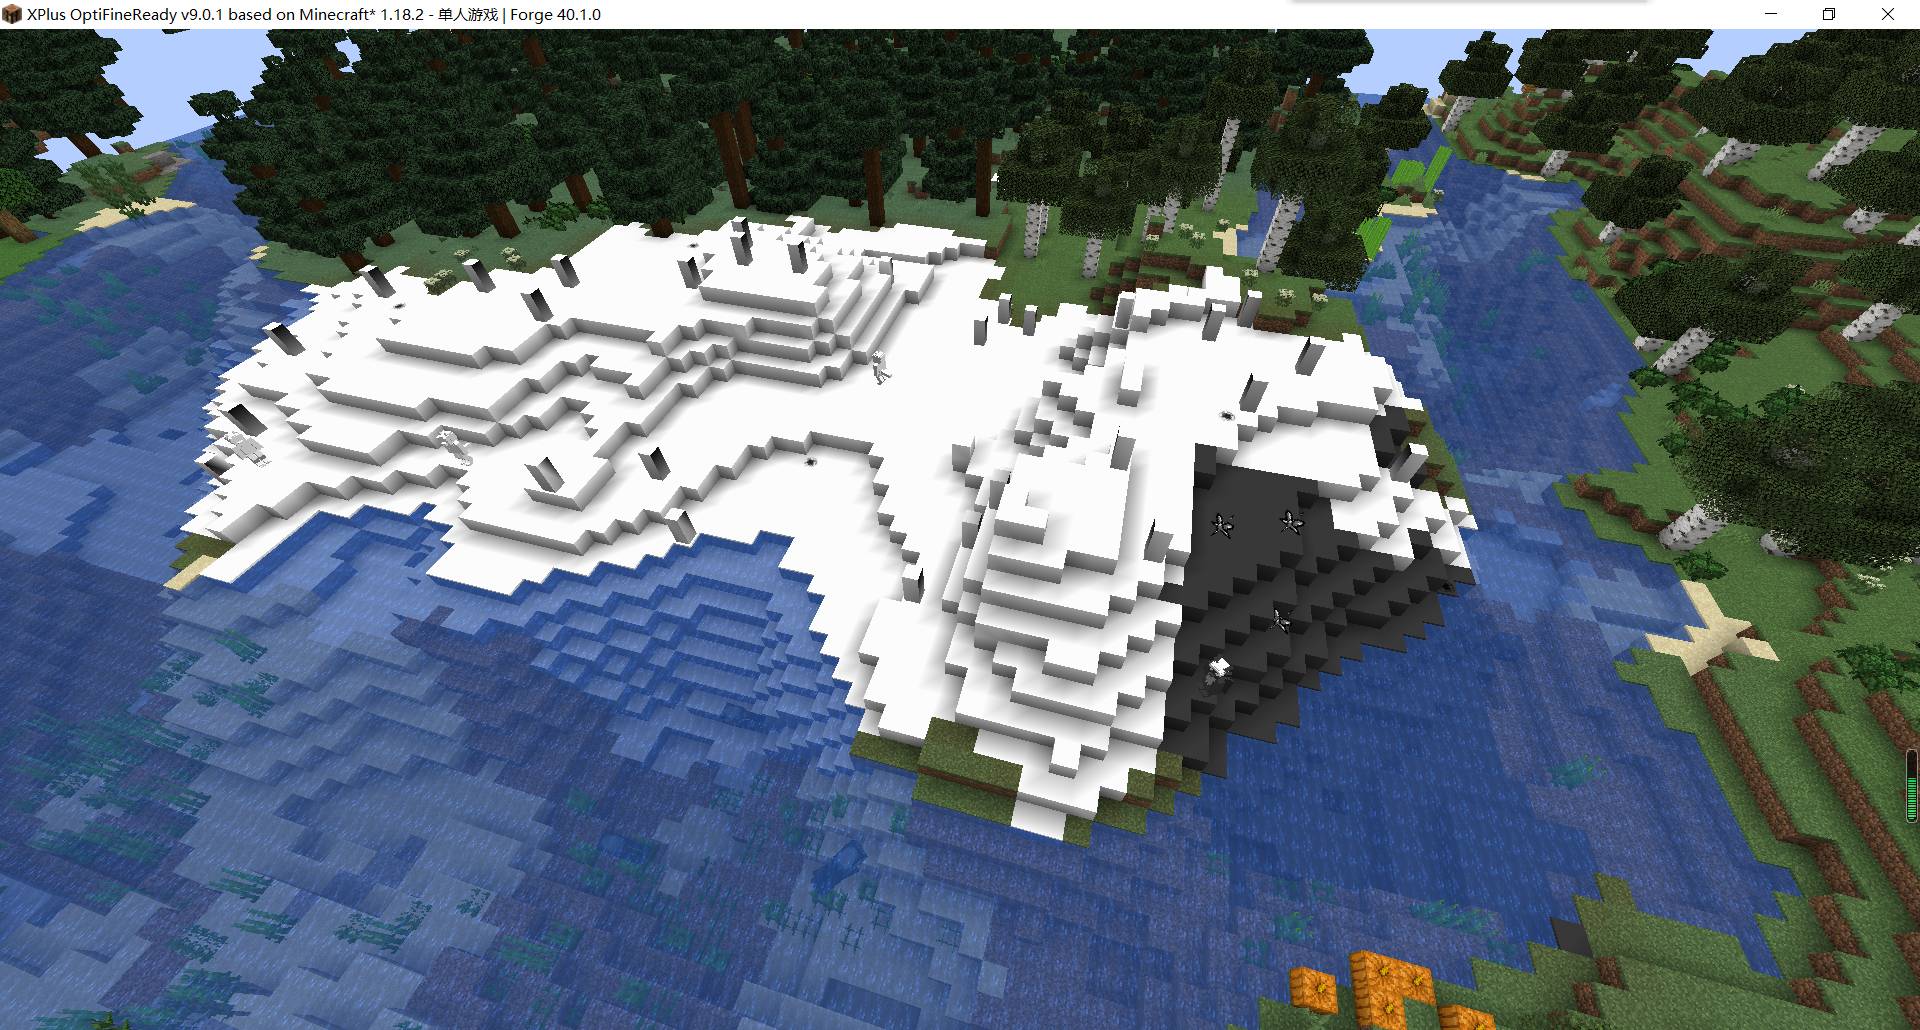 XPlus OptiFineReady v9.0.1 based on Minecraft* 1.18.2 - 单人游戏 | Forge 40.1.0